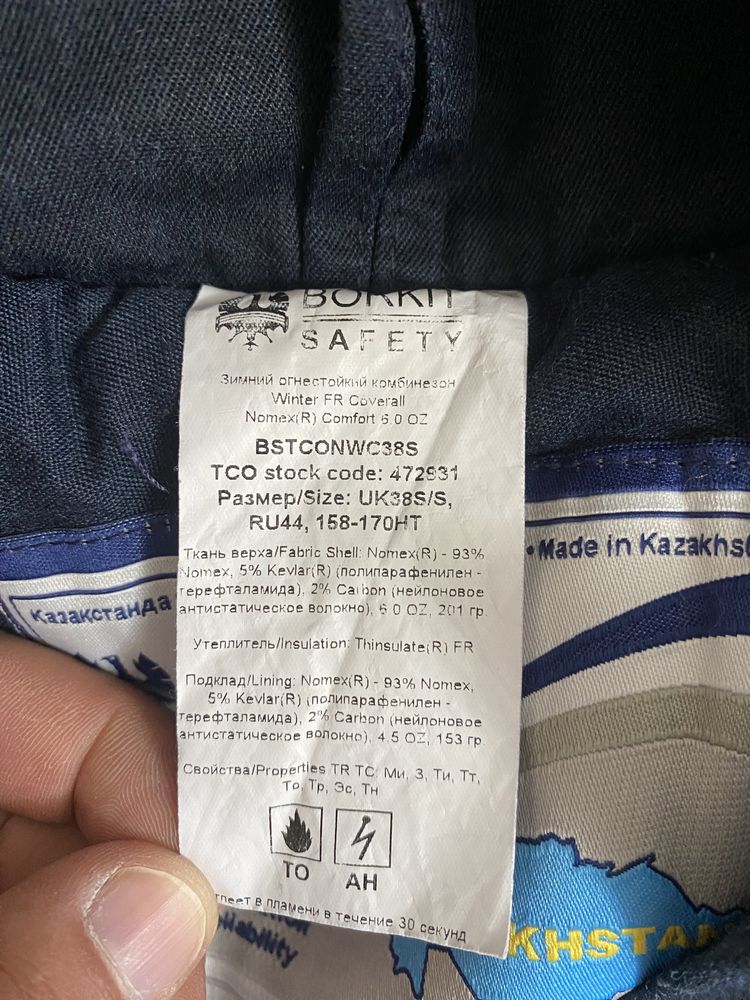 BORKIT
SAFETY
Зимний огнестойкий комбинезон
Winter FR Coverall
Nomex(R) Comfort 6.0 OZ
BSTCONWC38S
TCO stock code: 472931
Размер/Size: UK38S/S,
RU44, 158-170HT
Ткань верха/Fabric Shell: Nomex(R) - 93%
Nomex, 5% Kevlar(R) (полипарафенилен -
терефталамида), 2% Carbon (нейлоновое
антистатическое волокно), 6.0 OZ, 201 гр.
Утеплитель/Insulation: Thinsulate(R) FR
Подклад/Lining: Nomex(R) - 93% Nomex,
5% Kevlar(R) (полипарафенилен -
терефталамида), 2% Carbon (нейлоновое
антистатическое волокно), 4.5 OZ, 153 гр.
Свойства/Properties TR TC: Ми, З, Ти, Тт,
То, Тр, Эс, Тн
ТО АН
тлеет в пламени в течение 30 секунд
Казакстанда
• Made in Kazakhs
KHSTAN